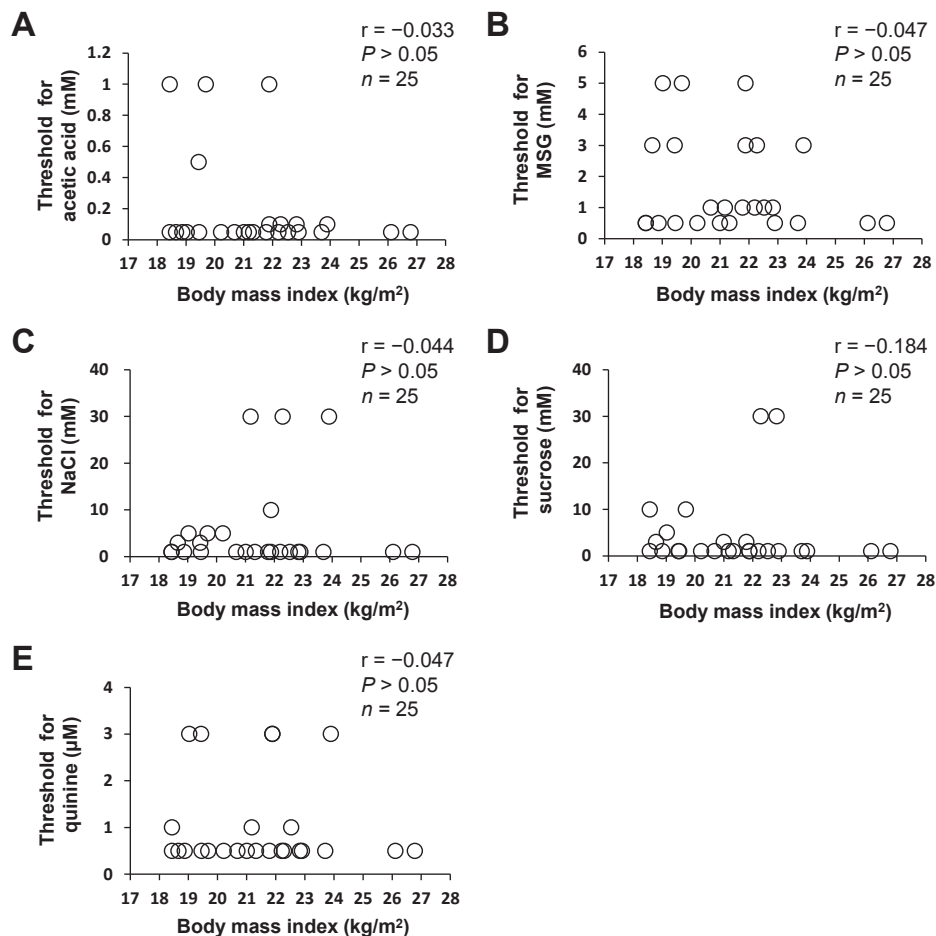 A
r = −0.033
P > 0.05
n = 25
Threshold for
acetic acid (mM)
1.2
1
0.8
0.6
0.4
0.2
0
17 18 19 20 21 22 23 24 25 26 27 28
Body mass index (kg/m²)
B
r = −0.047
P > 0.05
n = 25
Threshold for
MSG (mM)
6
5
4
3
2
1
0
17 18 19 20 21 22 23 24 25 26 27 28
Body mass index (kg/m²)
C
r = −0.044
P > 0.05
n = 25
Threshold for
NaCl (mM)
40
30
20
10
0
17 18 19 20 21 22 23 24 25 26 27 28
Body mass index (kg/m²)
D
r = −0.184
P > 0.05
n = 25
Threshold for
sucrose (mM)
40
30
20
10
0
17 18 19 20 21 22 23 24 25 26 27 28
Body mass index (kg/m²)
E
r = −0.047
P > 0.05
n = 25
Threshold for
quinine (µM)
4
3
2
1
0
17 18 19 20 21 22 23 24 25 26 27 28
Body mass index (kg/m²)